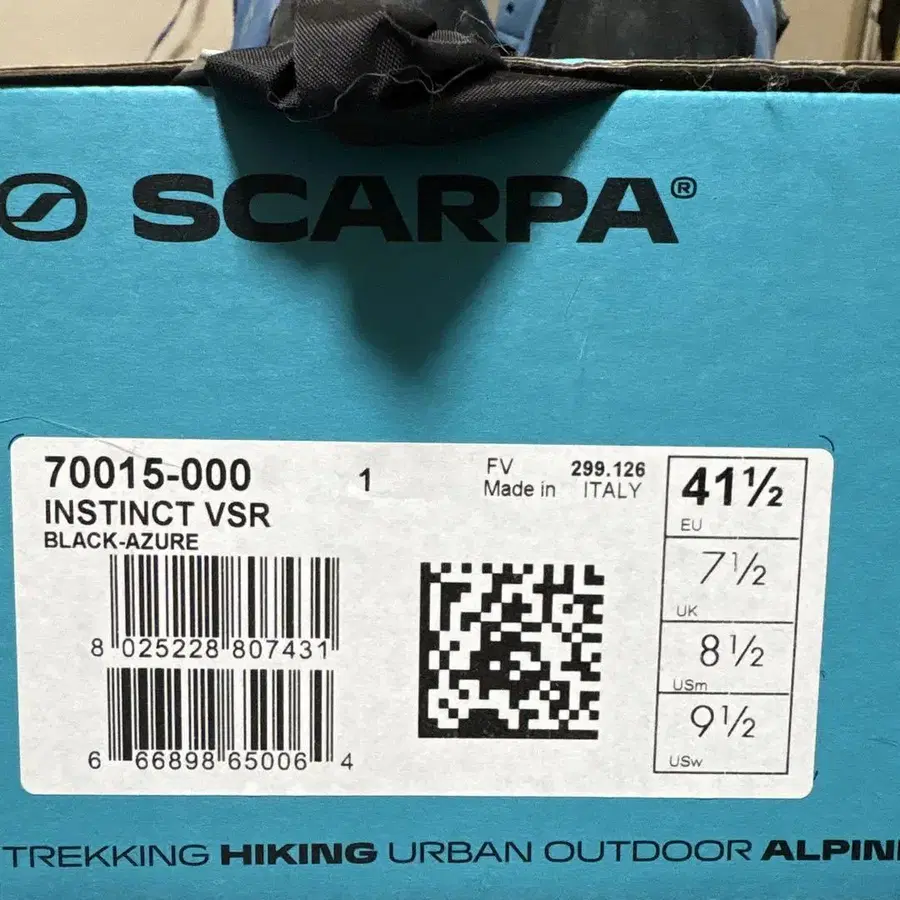 SCARPA®
70015-000
1
FV 299.126
Made in ITALY
INSTINCT VSR
BLACK-AZURE
8 025228 807431
6 66898 65006 4
41½
EU
7½
UK
8½
USm
9½
USw
TREKKING HIKING URBAN OUTDOOR ALPIN